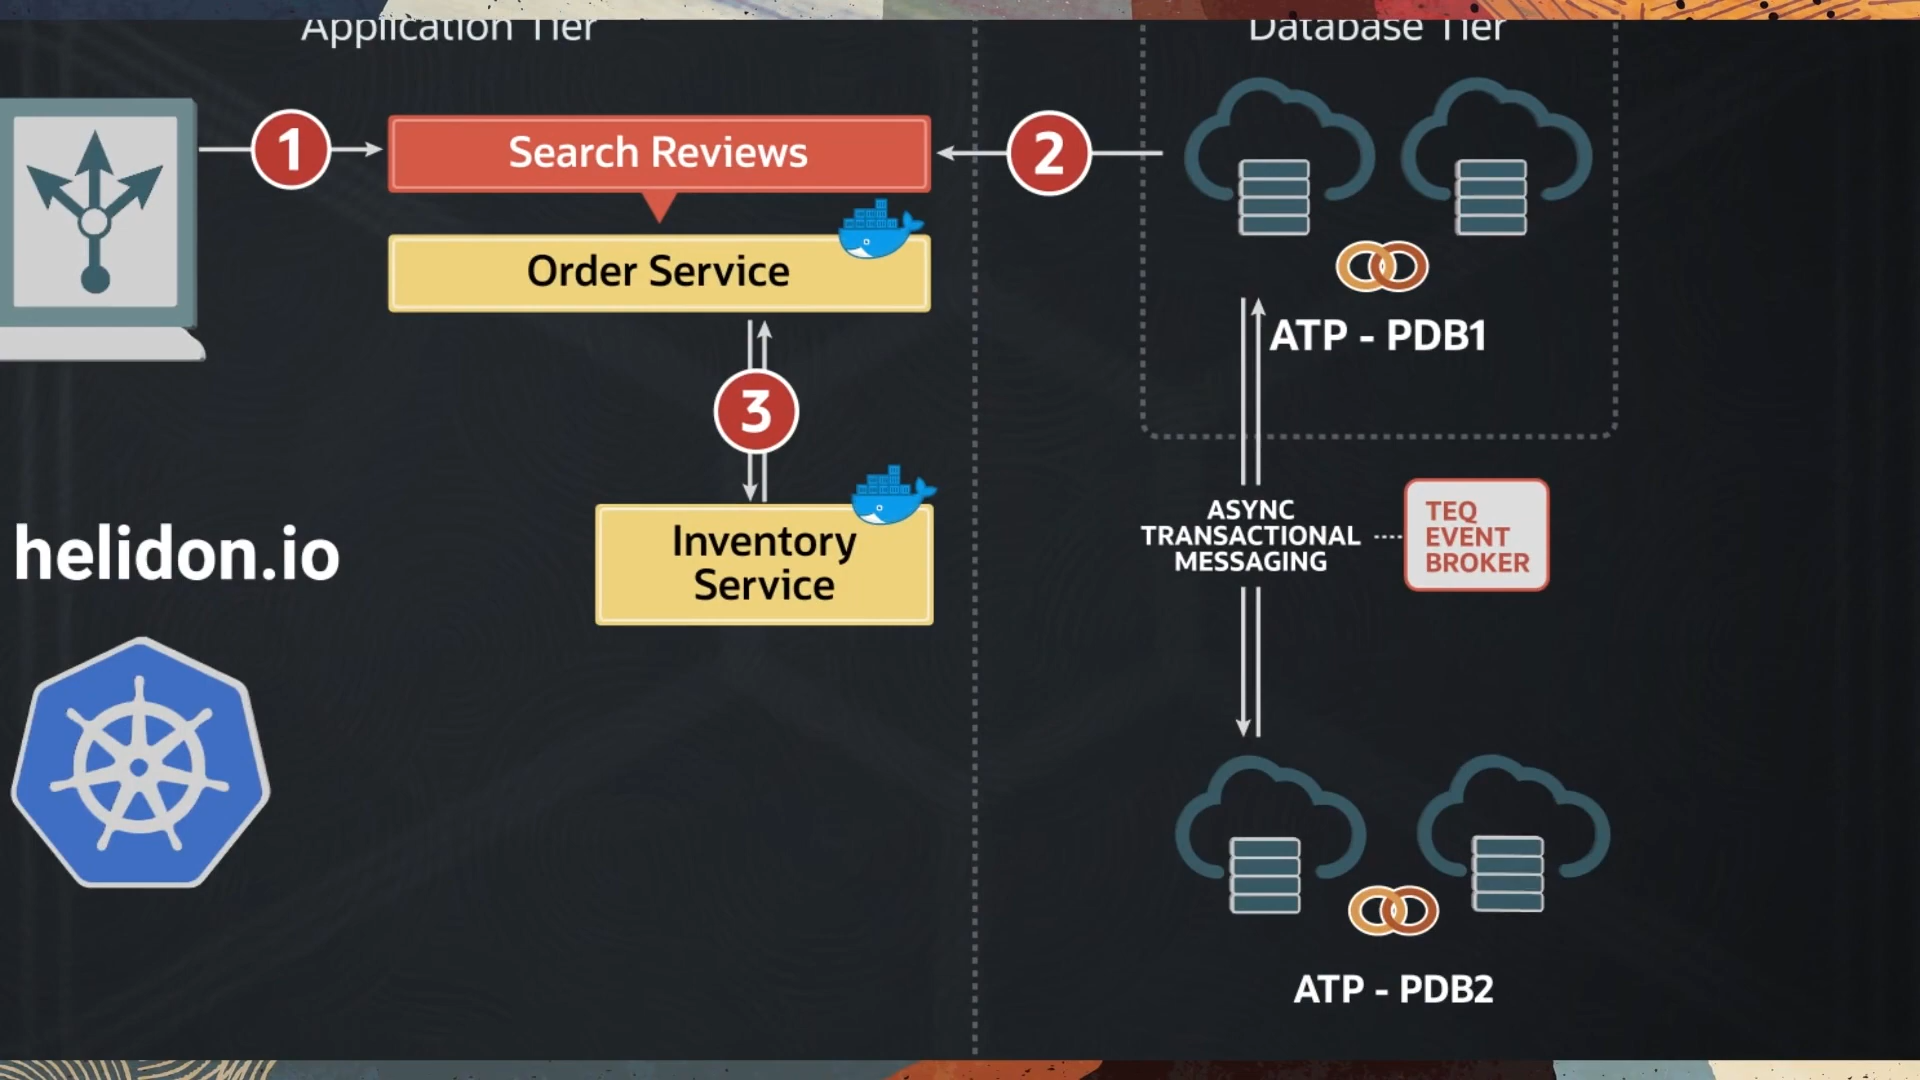 Application Tier
Database Tier
1
Search Reviews
2
Order Service
ATP - PDB1
3
ASYNC
TRANSACTIONAL
MESSAGING
TEQ
EVENT
BROKER
helidon.io
Inventory
Service
ATP - PDB2